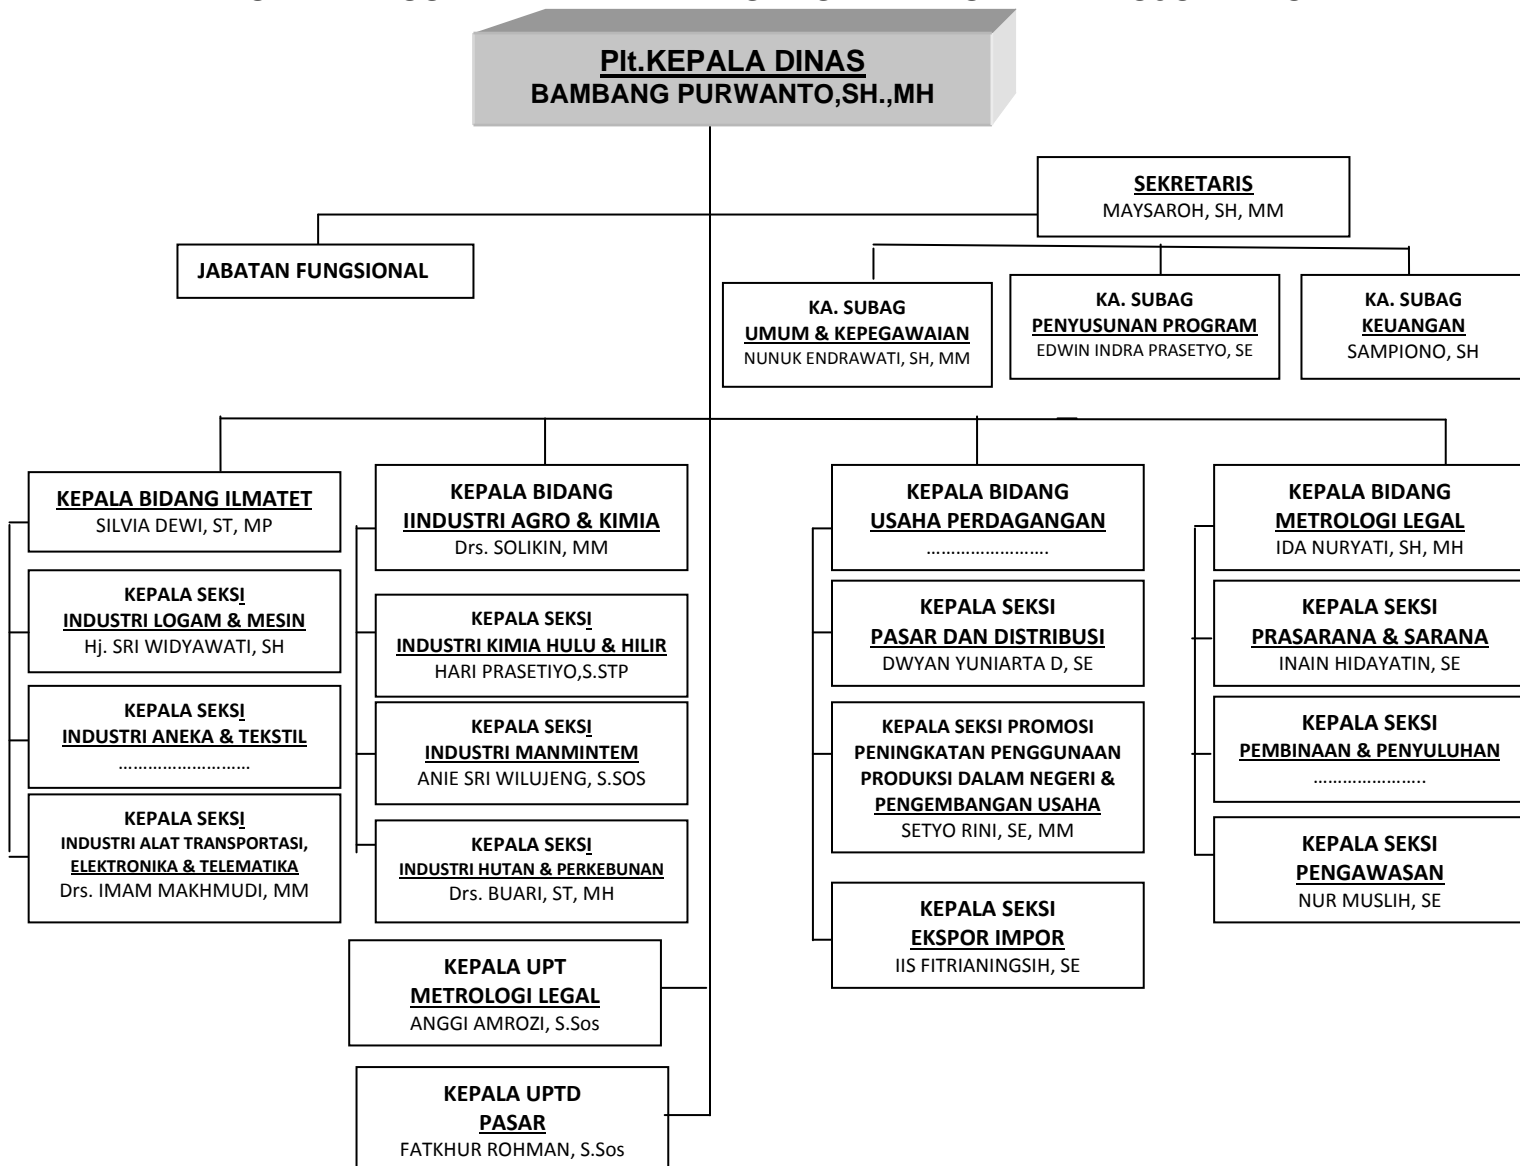 Plt.KEPALA DINAS
BAMBANG PURWANTO,SH.,MH
SEKRETARIS
MAYSAROH, SH, MM
JABATAN FUNGSIONAL
KA. SUBAG
UMUM & KEPEGAWAIAN
NUNUK ENDRAWATI, SH, MM
KA. SUBAG
PENYUSUNAN PROGRAM
EDWIN INDRA PRASETYO, SE
KA. SUBAG
KEUANGAN
SAMPIONO, SH
KEPALA BIDANG ILMATET
SILVIA DEWI, ST, MP
KEPALA SEKSI
INDUSTRI LOGAM & MESIN
Hj. SRI WIDYAWATI, SH
KEPALA SEKSI
INDUSTRI ANEKA & TEKSTIL
………………………
KEPALA SEKSI
INDUSTRI ALAT TRANSPORTASI,
ELEKTRONIKA & TELEMATIKA
Drs. IMAM MAKHMUDI, MM
KEPALA BIDANG
IINDUSTRI AGRO & KIMIA
Drs. SOLIKIN, MM
KEPALA SEKSI
INDUSTRI KIMIA HULU & HILIR
HARI PRASETIYO,S.STP
KEPALA SEKSI
INDUSTRI MANMINTEM
ANIE SRI WILUJENG, S.SOS
KEPALA SEKSI
INDUSTRI HUTAN & PERKEBUNAN
Drs. BUARI, ST, MH
KEPALA BIDANG
USAHA PERDAGANGAN
…………………….
KEPALA SEKSI
PASAR DAN DISTRIBUSI
DWYAN YUNIARTA D, SE
KEPALA SEKSI PROMOSI
PENINGKATAN PENGGUNAAN
PRODUKSI DALAM NEGERI &
PENGEMBANGAN USAHA
SETYO RINI, SE, MM
KEPALA SEKSI
EKSPOR IMPOR
IIS FITRIANINGSIH, SE
KEPALA BIDANG
METROLOGI LEGAL
IDA NURYATI, SH, MH
KEPALA SEKSI
PRASARANA & SARANA
INAIN HIDAYATIN, SE
KEPALA SEKSI
PEMBINAAN & PENYULUHAN
…………………..
KEPALA SEKSI
PENGAWASAN
NUR MUSLIH, SE
KEPALA UPT
METROLOGI LEGAL
ANGGI AMROZI, S.Sos
KEPALA UPTD
PASAR
FATKHUR ROHMAN, S.Sos